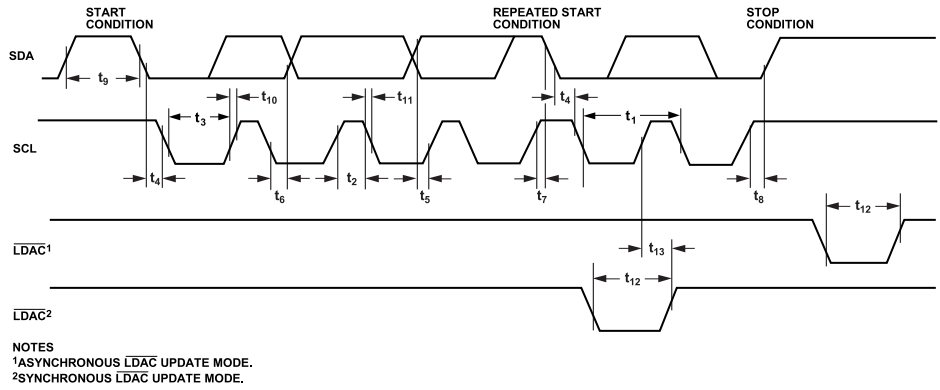 START
CONDITION
REPEATED START
CONDITION
STOP
CONDITION
SDA
t9
t10
t11
t4
t3
t1
SCL
t4
t6
t2
t5
t7
t8
t12
LDAC1
t13
t12
LDAC2
NOTES
1ASYNCHRONOUS LDAC UPDATE MODE.
2SYNCHRONOUS LDAC UPDATE MODE.